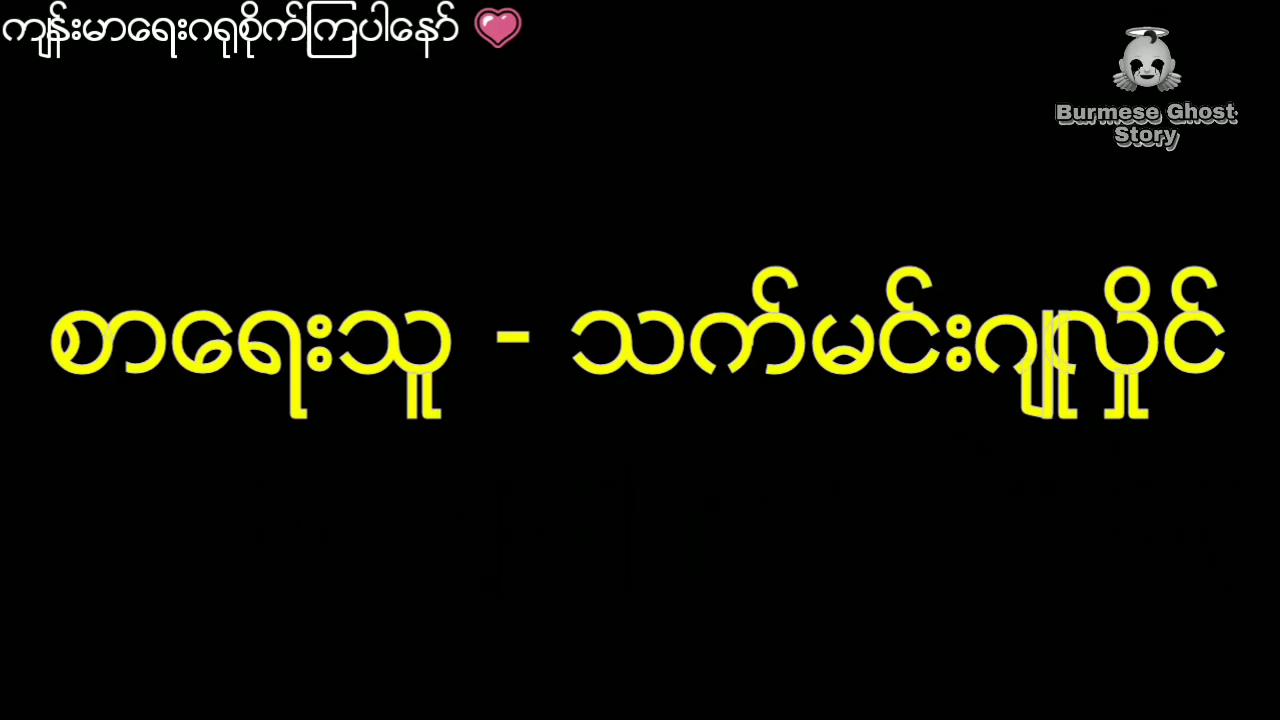 ကျန်းမာရေးဂရုစိုက်ကြပါနော် 💗
Burmese Ghost
Story
စာရေးသူ - သက်မင်းဂျူလှိုင်